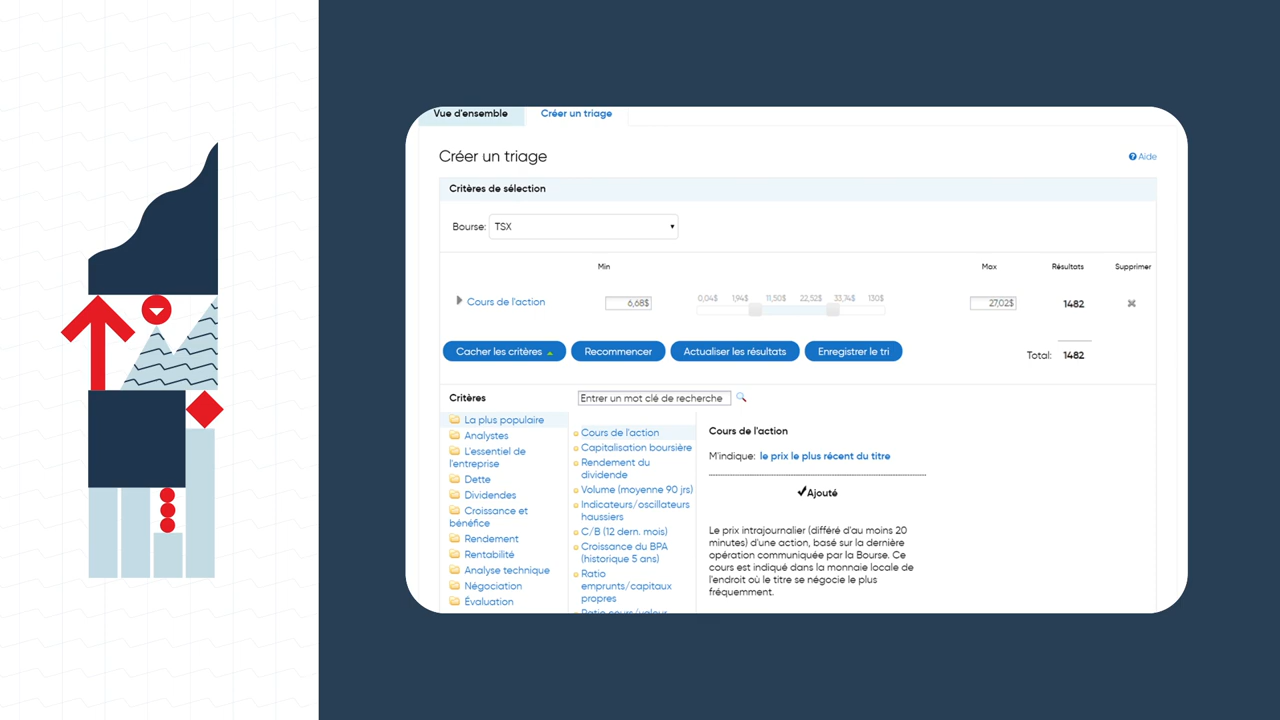 Vue d'ensemble
Créer un triage
Créer un triage
Aide
Critères de sélection
Bourse: TSX
Min
Max
Résultats
Supprimer
Cours de l'action
6,68$
0,04$ 1,94$ 11,50$ 22,52$ 33,74$ 130$
27,02$
1482
Cacher les critères
Recommencer
Actualiser les résultats
Enregistrer le tri
Total: 1482
Critères
Entrer un mot clé de recherche
La plus populaire
Analystes
L'essentiel de
l'entreprise
Dette
Dividendes
Croissance et
bénéfice
Rendement
Rentabilité
Analyse technique
Négociation
Évaluation
Cours de l'action
Capitalisation boursière
Rendement du
dividende
Volume (moyenne 90 jrs)
Indicateurs/oscillateurs
haussiers
C/B (12 dern. mois)
Croissance du BPA
(historique 5 ans)
Ratio
emprunts/capitaux
propres
Ratio cours/valeur
Cours de l'action
M'indique: le prix le plus récent du titre
Ajouté
Le prix intrajournalier (différé d'au moins 20
minutes) d'une action, basé sur la dernière
opération communiquée par la Bourse. Ce
cours est indiqué dans la monnaie locale de
l'endroit où le titre se négocie le plus
fréquemment.